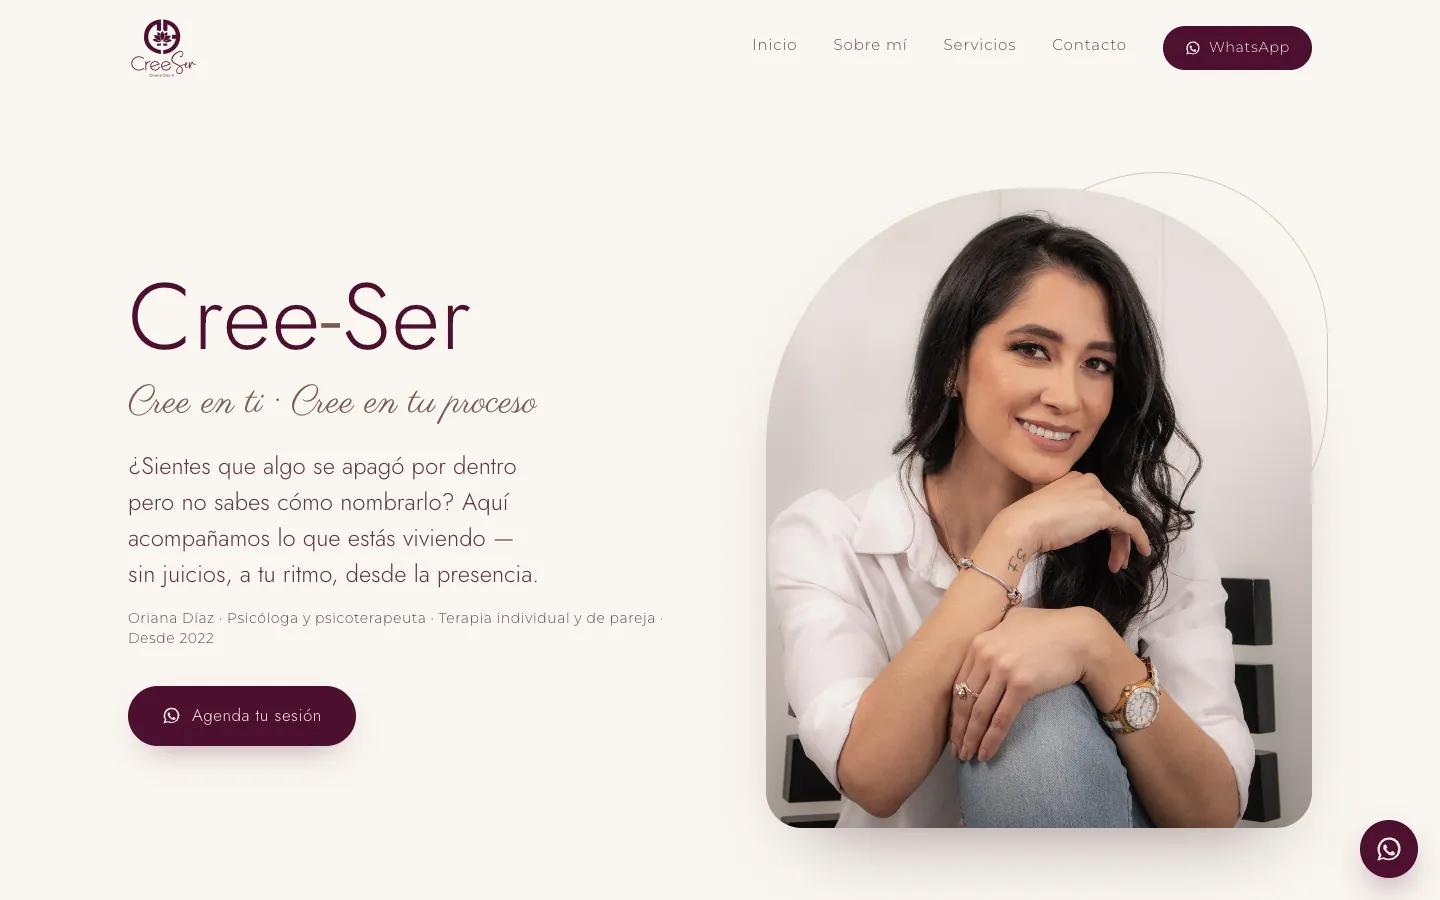 CreeSer
Oriana Díaz A.
Inicio
Sobre mí
Servicios
Contacto
WhatsApp
Cree-Ser
Cree en ti · Cree en tu proceso
¿Sientes que algo se apagó por dentro
pero no sabes cómo nombrarlo? Aquí
acompañamos lo que estás viviendo —
sin juicios, a tu ritmo, desde la presencia.
Oriana Díaz · Psicóloga y psicoterapeuta · Terapia individual y de pareja ·
Desde 2022
Agenda tu sesión